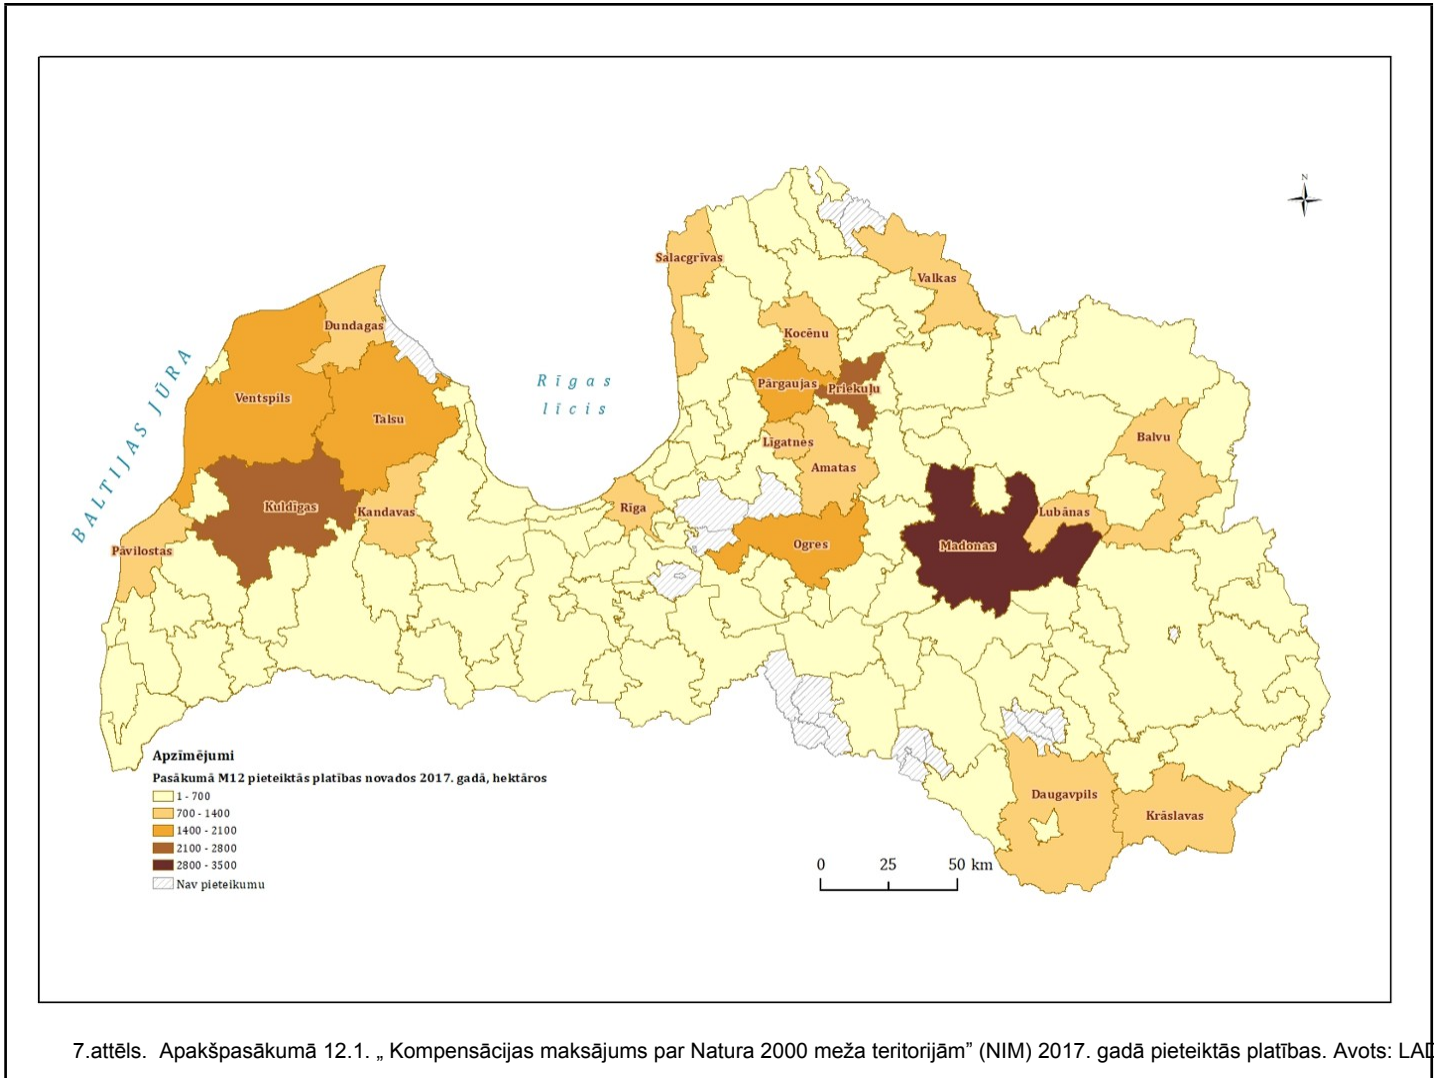 N
Salacgrīvas
Valkas
Dundagas
Kocēnu
BALTIJAS JŪRA
Rīgas
līcis
Pārgaujas
Priekuļu
Ventspils
Talsu
Balvu
Līgatnes
Amatas
Kuldīgas
Kandavas
Rīga
Lubānas
Pāvilostas
Ogres
Madonas
Apzīmējumi
Pasākumā M12 pieteiktās platības novados 2017. gadā, hektāros
1 - 700
700 - 1400
1400 - 2100
2100 - 2800
2800 - 3500
Nav pieteikumu
Daugavpils
Krāslavas
0 25 50 km
7.attēls. Apakšpasākumā 12.1. „ Kompensācijas maksājums par Natura 2000 meža teritorijām” (NIM) 2017. gadā pieteiktās platības. Avots: LAD